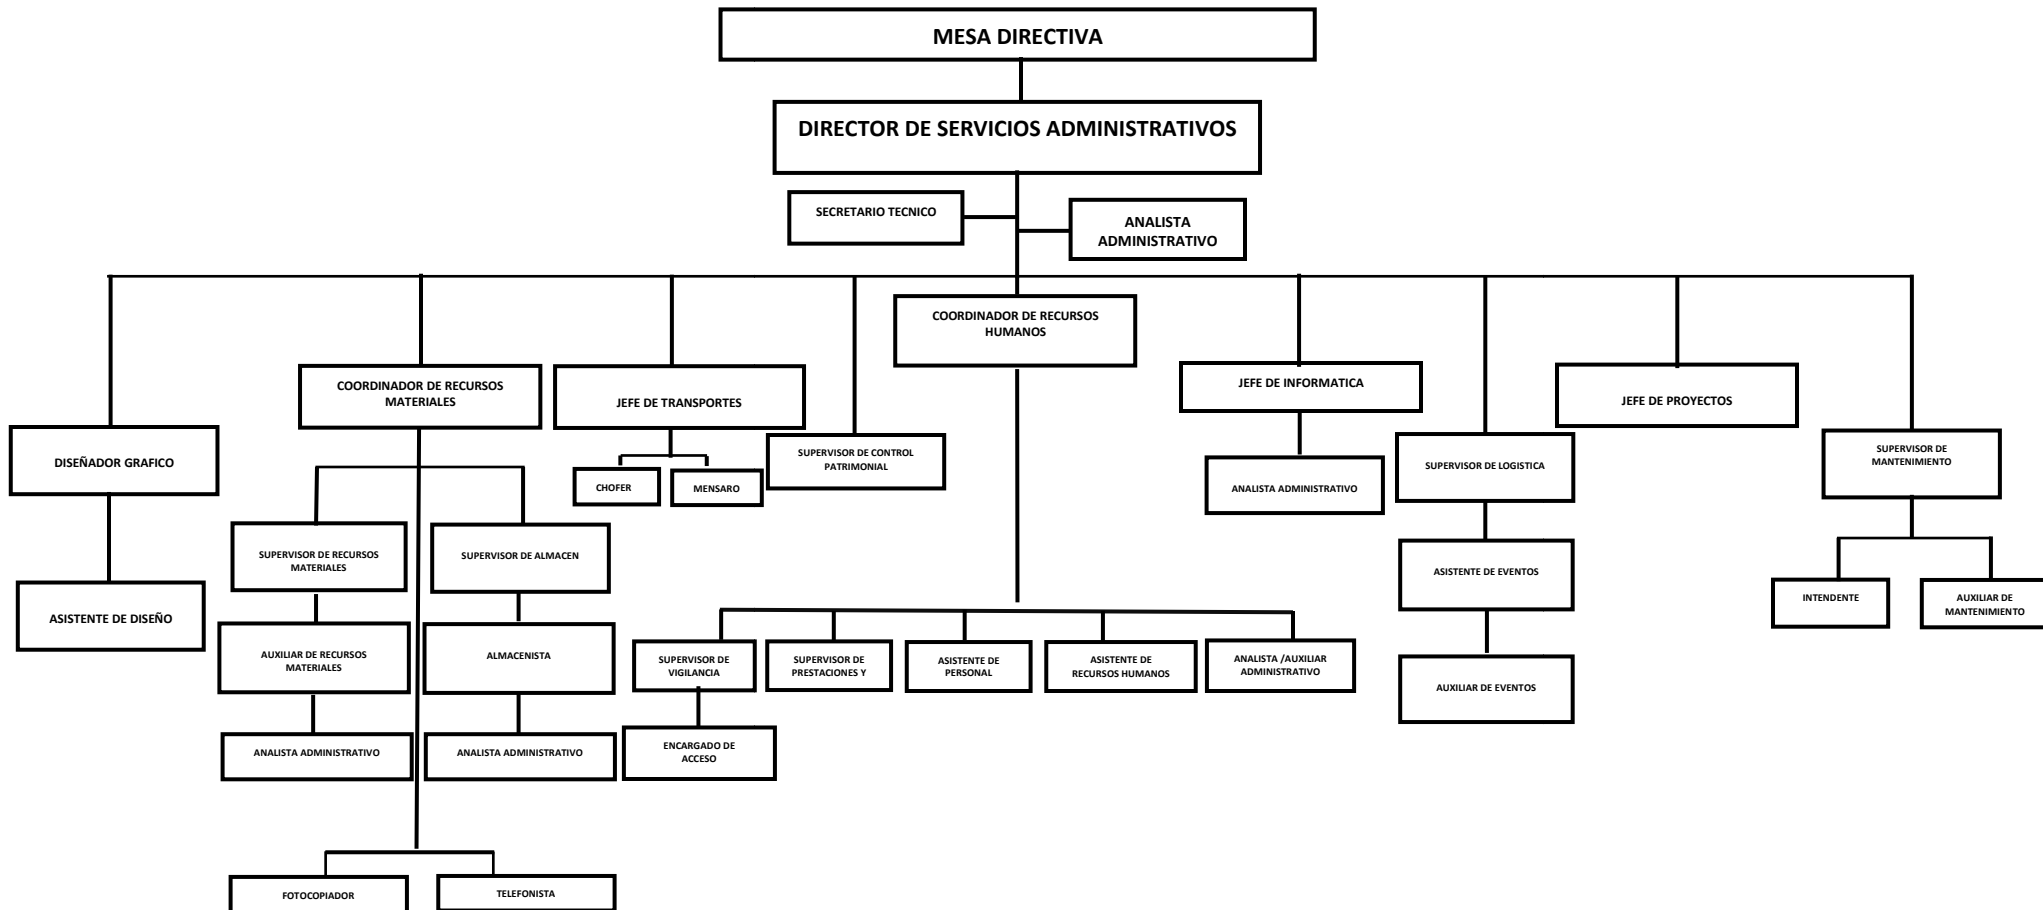 MESA DIRECTIVA
DIRECTOR DE SERVICIOS ADMINISTRATIVOS
SECRETARIO TECNICO
ANALISTA
ADMINISTRATIVO
COORDINADOR DE RECURSOS
HUMANOS
COORDINADOR DE RECURSOS
MATERIALES
JEFE DE TRANSPORTES
JEFE DE INFORMATICA
JEFE DE PROYECTOS
DISEÑADOR GRAFICO
SUPERVISOR DE CONTROL
PATRIMONIAL
SUPERVISOR DE LOGISTICA
SUPERVISOR DE
MANTENIMIENTO
CHOFER
MENSARO
ANALISTA ADMINISTRATIVO
SUPERVISOR DE RECURSOS
MATERIALES
SUPERVISOR DE ALMACEN
ASISTENTE DE EVENTOS
INTENDENTE
AUXILIAR DE
MANTENIMIENTO
ASISTENTE DE DISEÑO
AUXILIAR DE RECURSOS
MATERIALES
ALMACENISTA
SUPERVISOR DE
VIGILANCIA
SUPERVISOR DE
PRESTACIONES Y
ASISTENTE DE
PERSONAL
ASISTENTE DE
RECURSOS HUMANOS
ANALISTA /AUXILIAR
ADMINISTRATIVO
AUXILIAR DE EVENTOS
ANALISTA ADMINISTRATIVO
ANALISTA ADMINISTRATIVO
ENCARGADO DE
ACCESO
FOTOCOPIADOR
TELEFONISTA